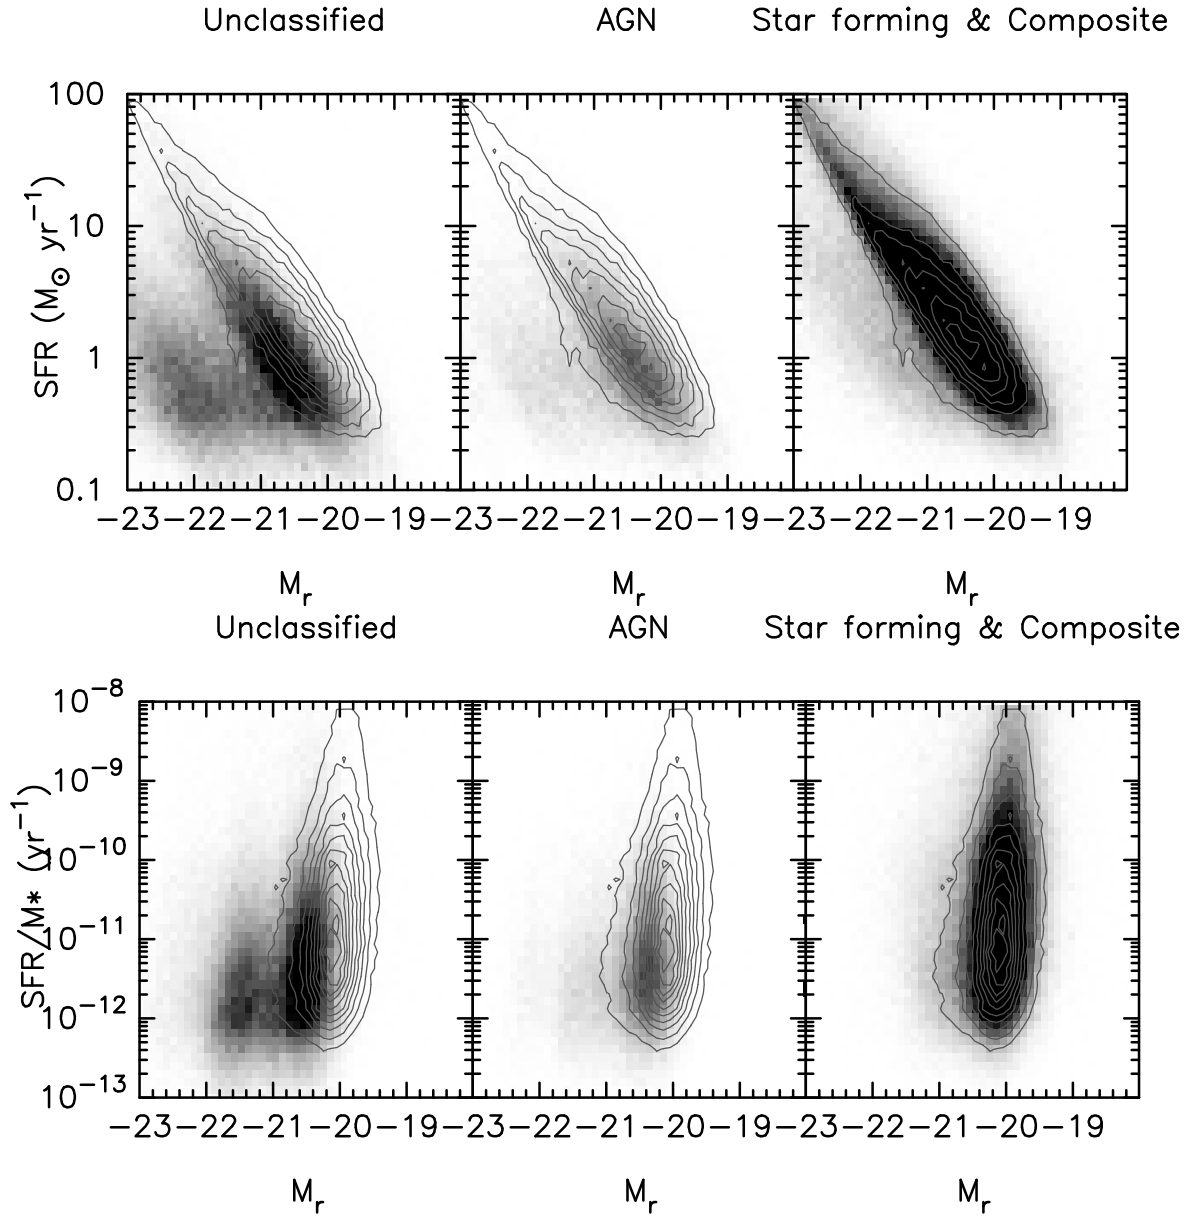 Unclassified AGN Star forming & Composite
100
10
1
0.1
SFR (M⊙ yr⁻¹)
−23 −22 −21 −20 −19 −23 −22 −21 −20 −19 −23 −22 −21 −20 −19
Mᵣ Mᵣ Mᵣ
Unclassified AGN Star forming & Composite
10⁻⁸
10⁻⁹
10⁻¹⁰
10⁻¹¹
10⁻¹²
10⁻¹³
SFR/M* (yr⁻¹)
−23 −22 −21 −20 −19 −23 −22 −21 −20 −19 −23 −22 −21 −20 −19
Mᵣ Mᵣ Mᵣ